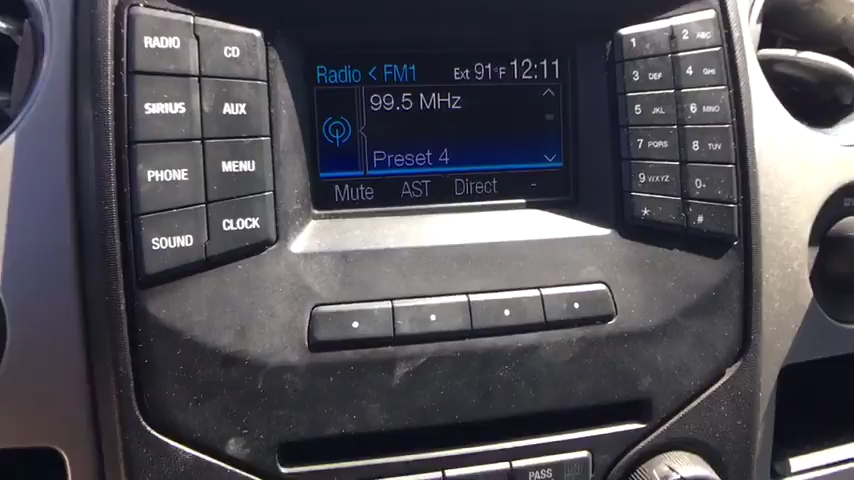 RADIO
CD
SIRIUS
AUX
PHONE
MENU
SOUND
CLOCK
Radio < FM1
Ext 91°F 12:11
99.5 MHz
Preset 4
Mute AST Direct -
1
2 ABC
3 DEF
4 GHI
5 JKL
6 MNO
7 PQRS
8 TUV
9 WXYZ
0 +
*
#
PASS